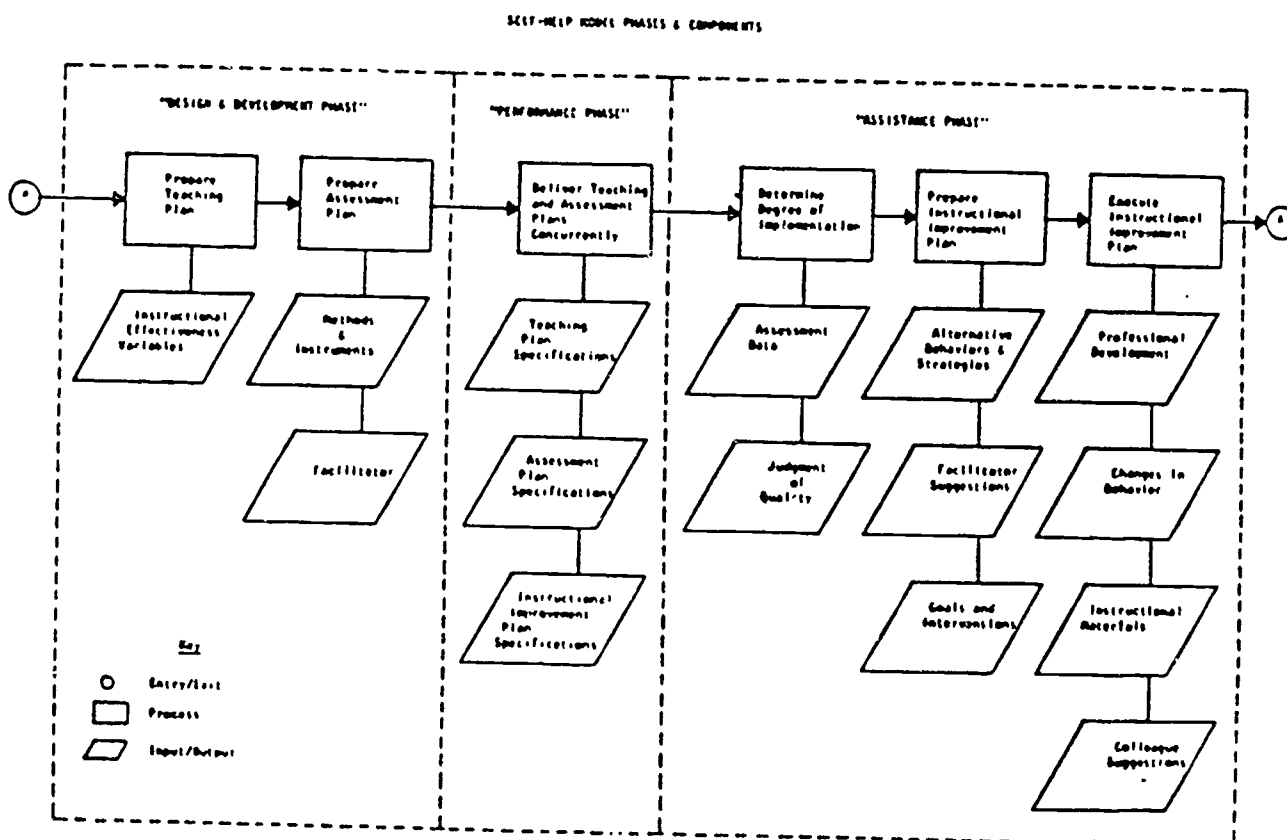 SELF-HELP MODEL PHASES & COMPONENTS
"DESIGN & DEVELOPMENT PHASE"
"PERFORMANCE PHASE"
"ASSISTANCE PHASE"
Prepare
Teaching
Plan
Prepare
Assessment
Plan
Deliver Teaching
and Assessment
Plans
Concurrently
Determine
Degree of
Implementation
Prepare
Instructional
Improvement
Plan
Execute
Instructional
Improvement
Plan
Instructional
Effectiveness
Variables
Methods
&
Instruments
Facilitator
Teaching
Plan
Specifications
Assessment
Plan
Specifications
Instructional
Improvement
Plan
Specifications
Assessment
Data
Judgment
of
Quality
Alternative
Behaviors &
Strategies
Facilitator
Suggestions
Goals and
Interventions
Professional
Development
Changes in
Behavior
Instructional
Materials
Colleague
Suggestions
Key
Entry/Exit
Process
Input/Output